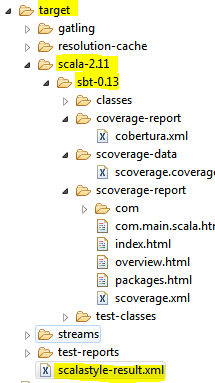 target
gatling
resolution-cache
scala-2.11
sbt-0.13
classes
coverage-report
cobertura.xml
scoverage-data
scoverage.coverage
scoverage-report
com
com.main.scala.ht
index.html
overview.html
packages.html
scoverage.xml
test-classes
streams
test-reports
scalastyle-result.xml